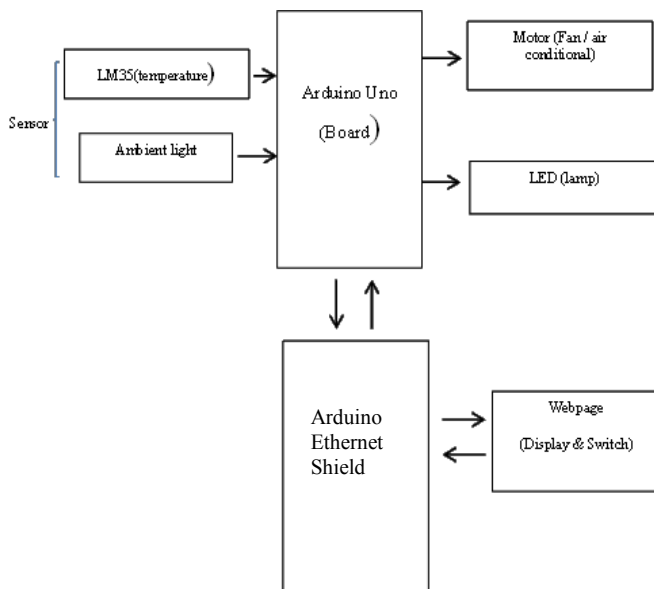 Sensor
LM35(temperature)
Ambient light
Arduino Uno
(Board)
Motor (Fan / air
conditional)
LED (lamp)
Arduino
Ethernet
Shield
Webpage
(Display & Switch)